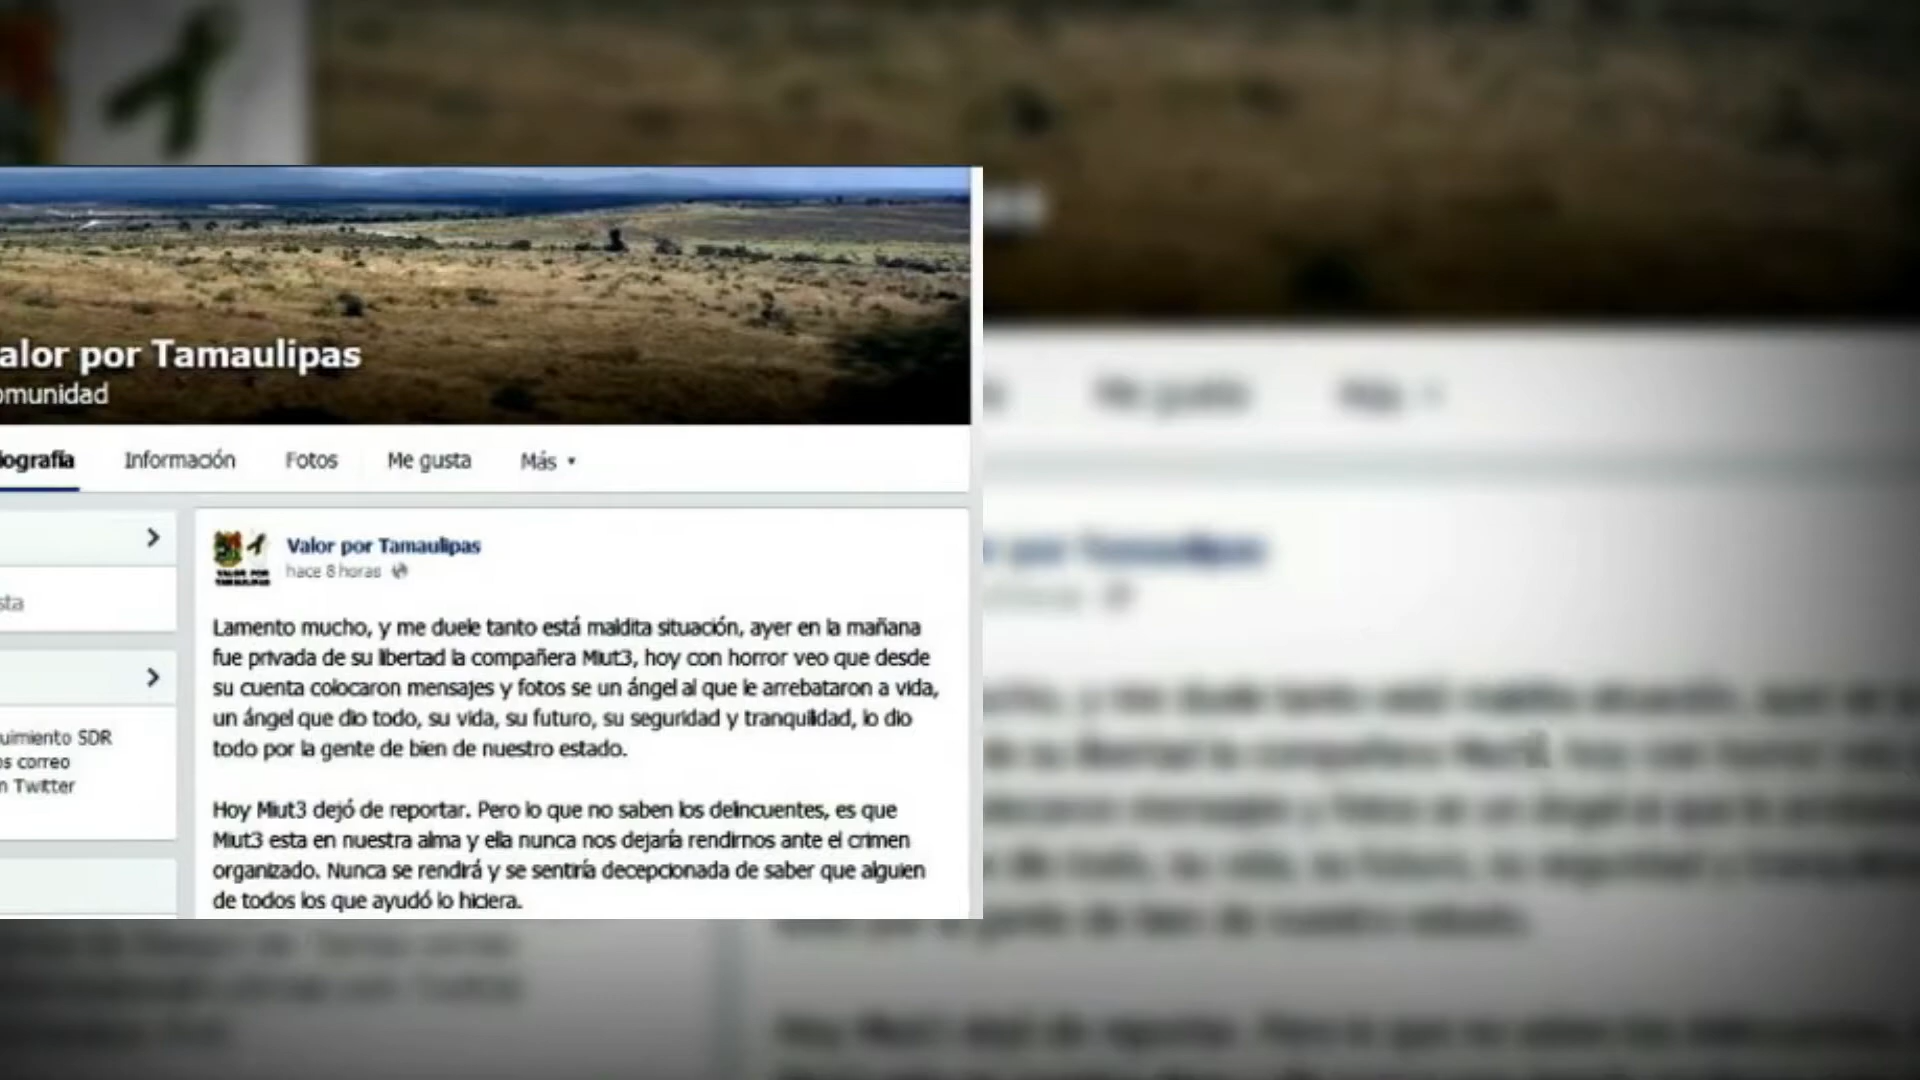 alor por Tamaulipas
omunidad
iografía Información Fotos Me gusta Más
Valor por Tamaulipas
hace 8 horas
VALOR POR
TAMAULIPAS
sta
uimiento SDR
os correo
n Twitter
Lamento mucho, y me duele tanto está maldita situación, ayer en la mañana
fue privada de su libertad la compañera Miut3, hoy con horror veo que desde
su cuenta colocaron mensajes y fotos se un ángel al que le arrebataron a vida,
un ángel que dio todo, su vida, su futuro, su seguridad y tranquilidad, lo dio
todo por la gente de bien de nuestro estado.
Hoy Miut3 dejó de reportar. Pero lo que no saben los delincuentes, es que
Miut3 esta en nuestra alma y ella nunca nos dejaría rendirnos ante el crimen
organizado. Nunca se rendirá y se sentiría decepcionada de saber que alguien
de todos los que ayudó lo hiciera.